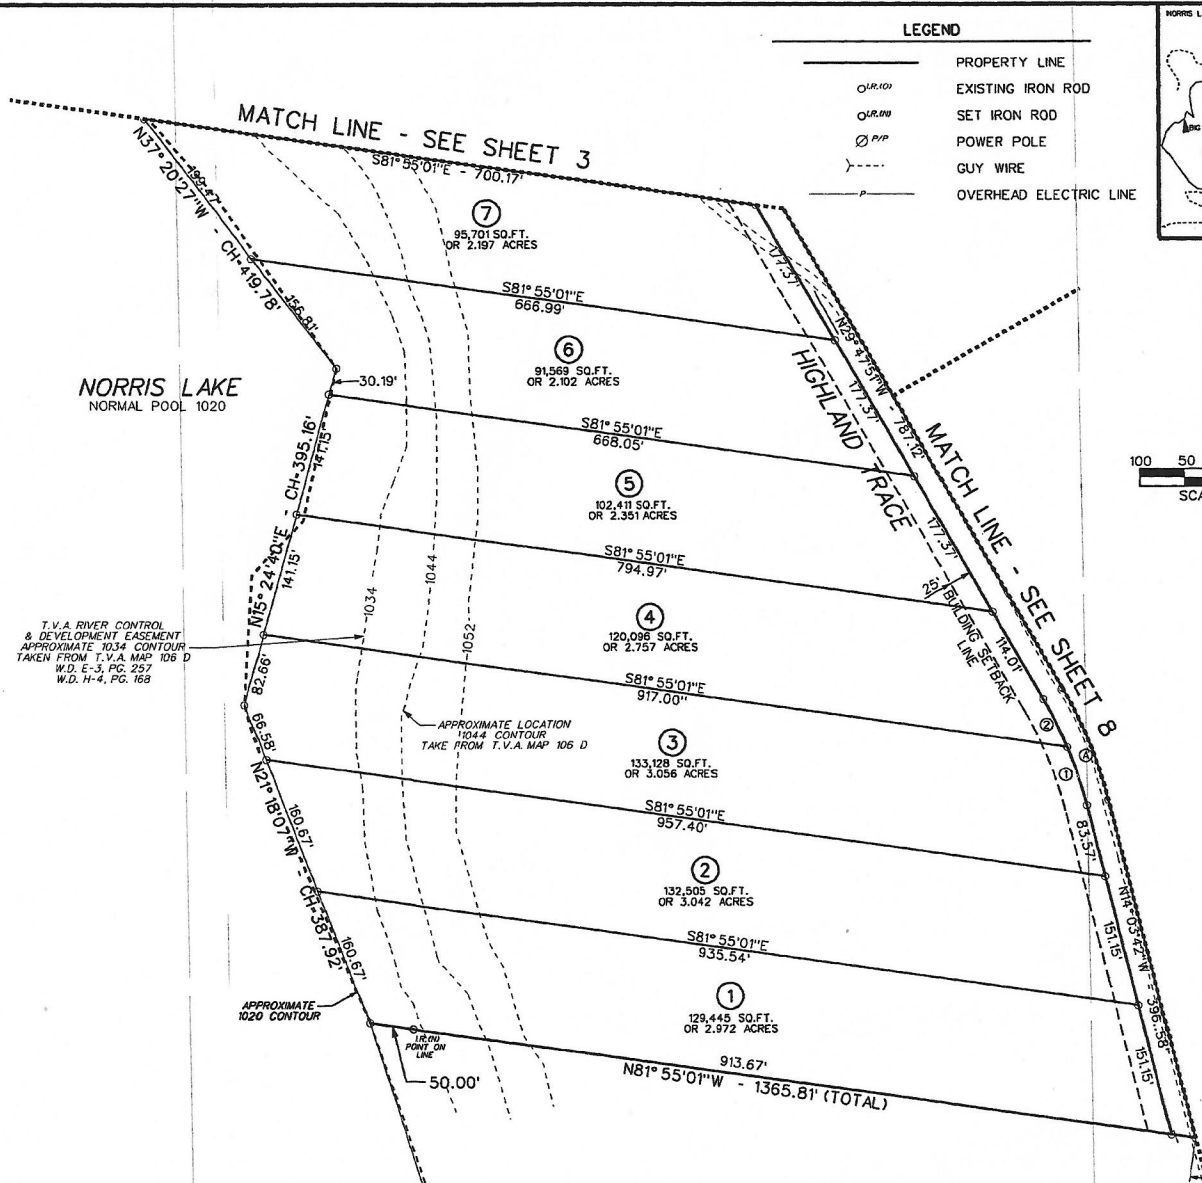 LEGEND
PROPERTY LINE
I.R.(O) EXISTING IRON ROD
I.R.(N) SET IRON ROD
P/P POWER POLE
GUY WIRE
P OVERHEAD ELECTRIC LINE
NORRIS L
BIG
MATCH LINE - SEE SHEET 3
S81°55'01"E - 700.17'
N37°20'27"W - CH=419.78'
199.47'
7
95,701 SQ.FT.
OR 2.197 ACRES
177.37'
156.81'
S81°55'01"E
666.99'
N29°47'51"W - 787.12'
6
91,569 SQ.FT.
OR 2.102 ACRES
HIGHLAND TRACE
177.37'
NORRIS LAKE
NORMAL POOL 1020
30.19'
S81°55'01"E
668.05'
MATCH LINE - SEE SHEET 8
100 50
SCA
N15°24'40"E - CH=395.16'
141.15'
5
102,411 SQ.FT.
OR 2.351 ACRES
177.37'
S81°55'01"E
794.97'
141.15'
1034
1044
1052
25' BUILDING SETBACK
LINE
4
120,096 SQ.FT.
OR 2.757 ACRES
114.01'
T.V.A. RIVER CONTROL
& DEVELOPMENT EASEMENT
APPROXIMATE 1034 CONTOUR
TAKEN FROM T.V.A. MAP 106 D
W.D. E-3, PG. 257
W.D. H-4, PG. 168
82.66'
S81°55'01"E
917.00"
APPROXIMATE LOCATION
1044 CONTOUR
TAKE FROM T.V.A. MAP 106 D
2
66.58'
3
133,128 SQ.FT.
OR 3.056 ACRES
A
1
N21°18'07"W - CH=387.92'
160.67'
S81°55'01"E
957.40'
83.57'
2
132,505 SQ.FT.
OR 3.042 ACRES
N14°03'42"W - 396.58'
S81°55'01"E
935.54'
151.15'
160.67'
APPROXIMATE
1020 CONTOUR
1
129,445 SQ.FT.
OR 2.972 ACRES
I.R.(N)
POINT ON
LINE
50.00'
913.67'
N81°55'01"W - 1365.81' (TOTAL)
151.15'